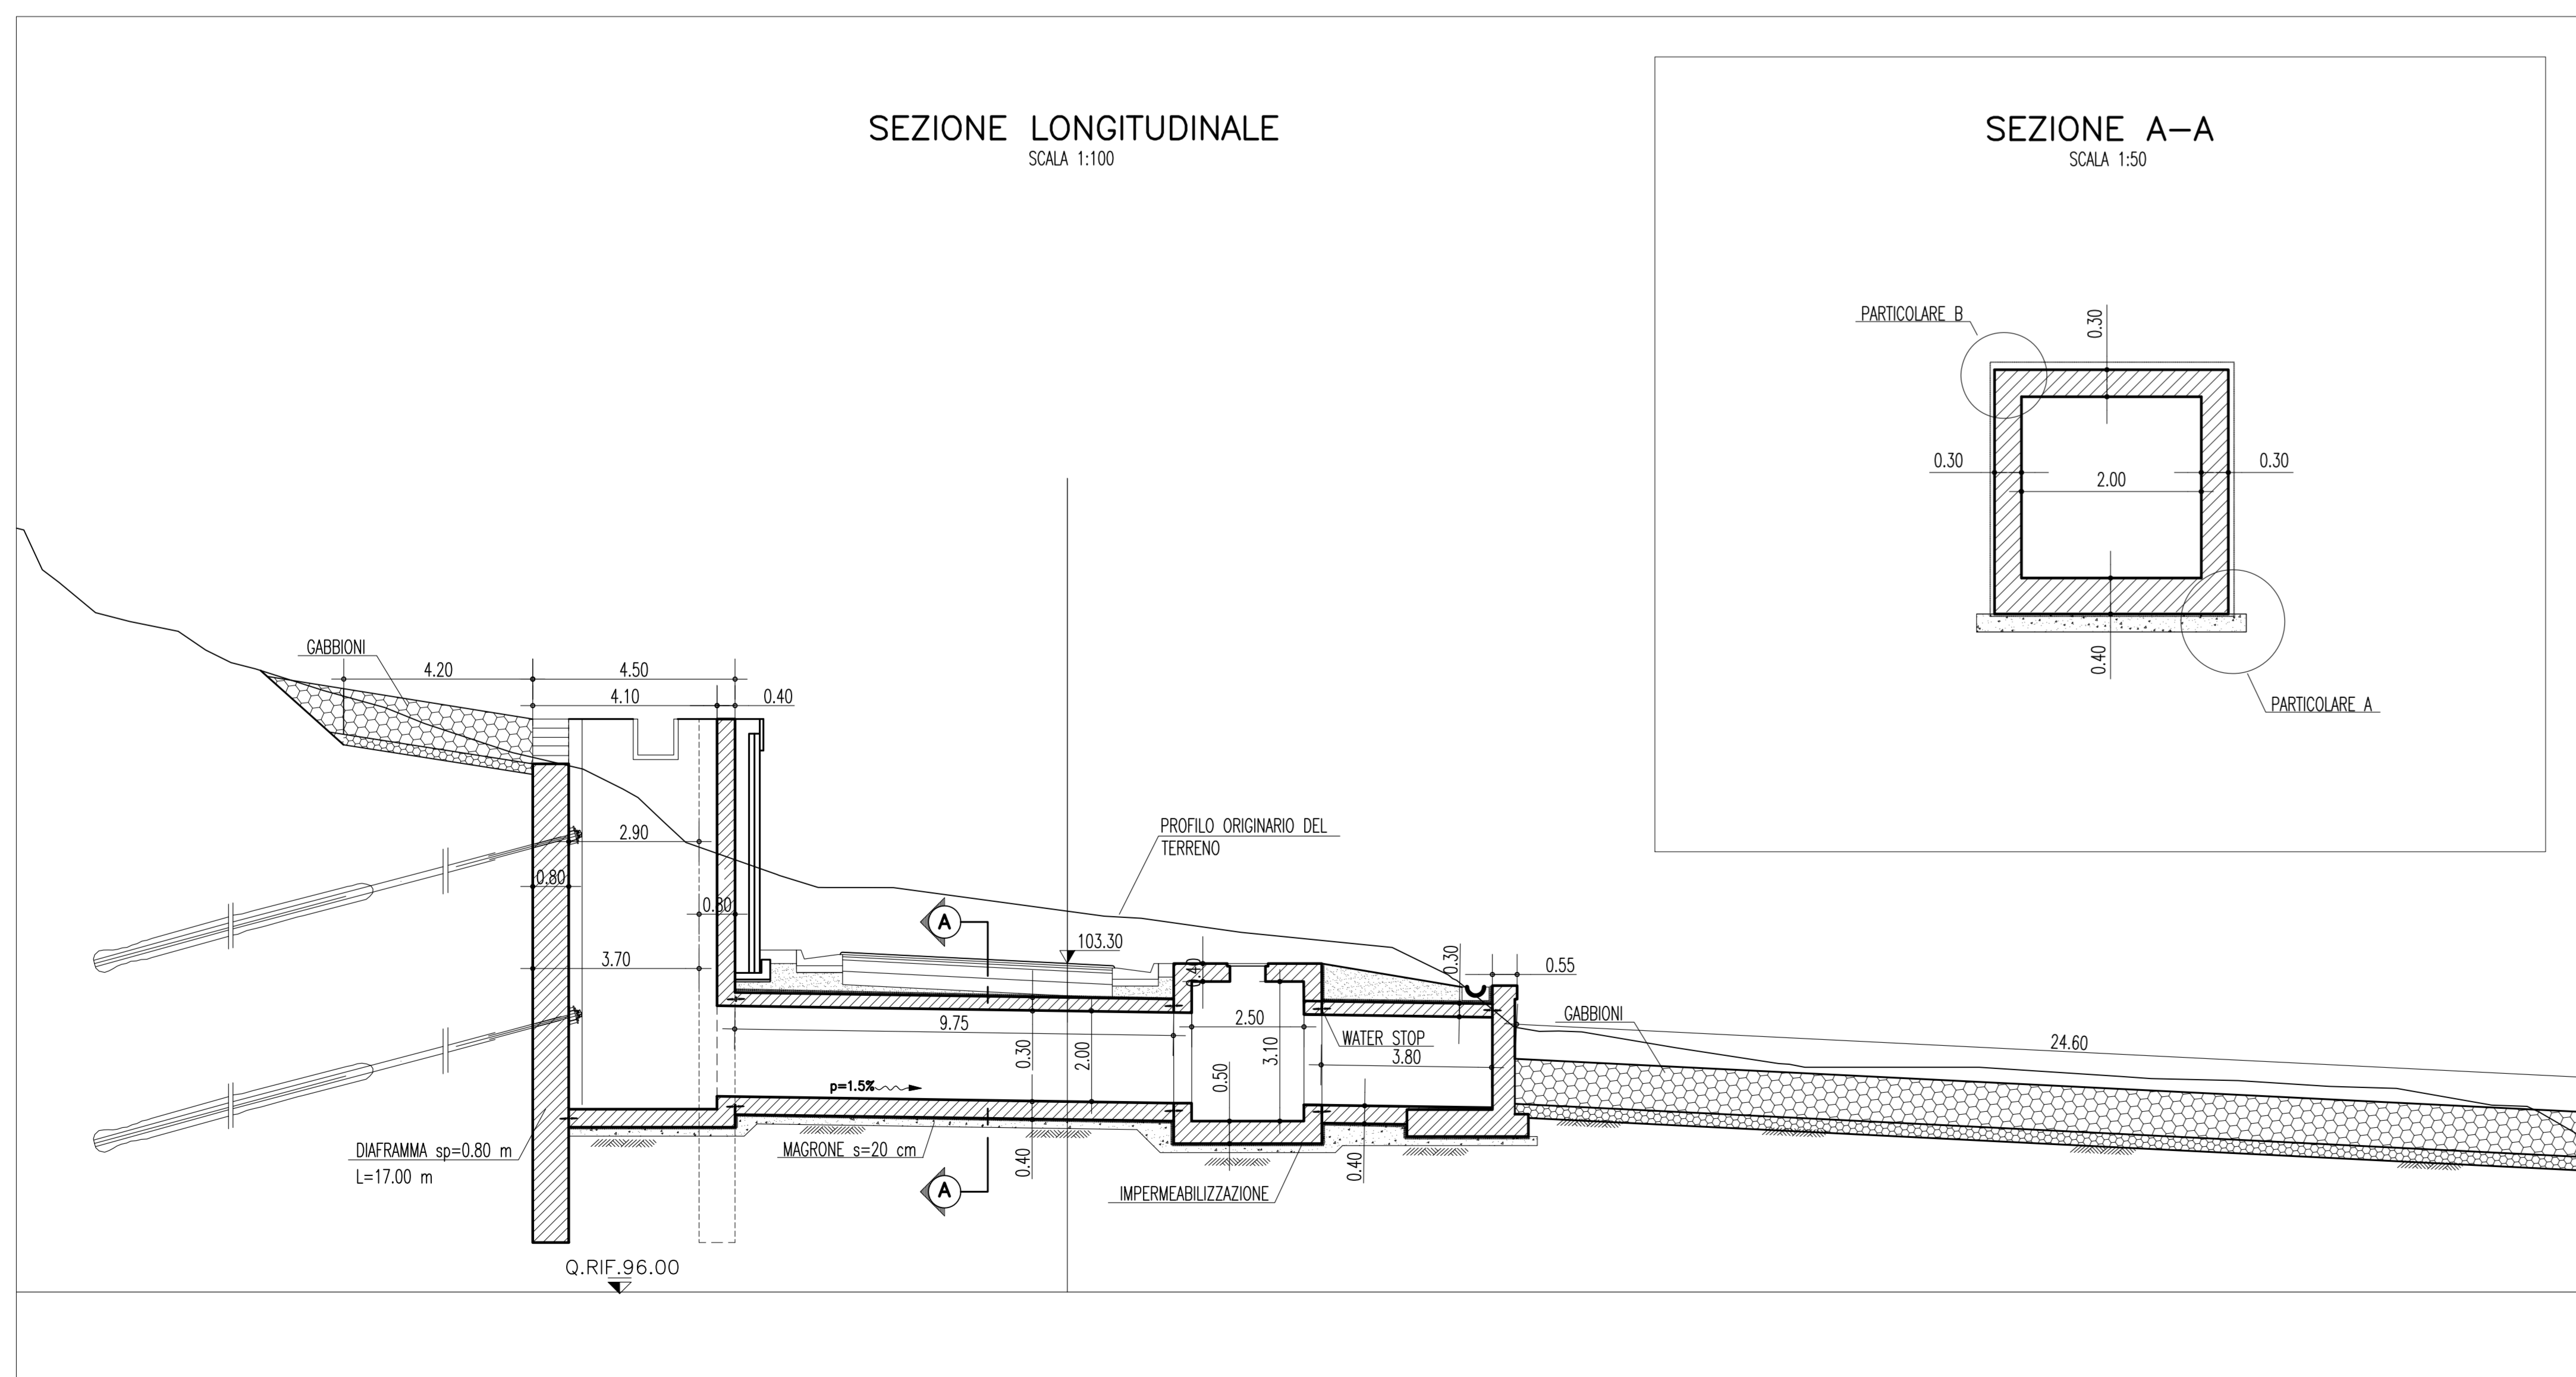 SEZIONE LONGITUDINALE
SCALA 1:100
SEZIONE A-A
SCALA 1:50
PARTICOLARE B
0.30
0.30
0.30
2.00
0.40
PARTICOLARE A
GABBIONI
4.20
4.50
4.10
0.40
2.90
0.80
0.80
3.70
PROFILO ORIGINARIO DEL
TERRENO
A
103.30
0.40
0.30
0.55
9.75
2.50
WATER STOP
3.80
GABBIONI
24.60
0.30
2.00
3.10
0.50
p=1.5%
DIAFRAMMA sp=0.80 m
L=17.00 m
MAGRONE s=20 cm
0.40
0.40
A
IMPERMEABILIZZAZIONE
Q.RIF.96.00